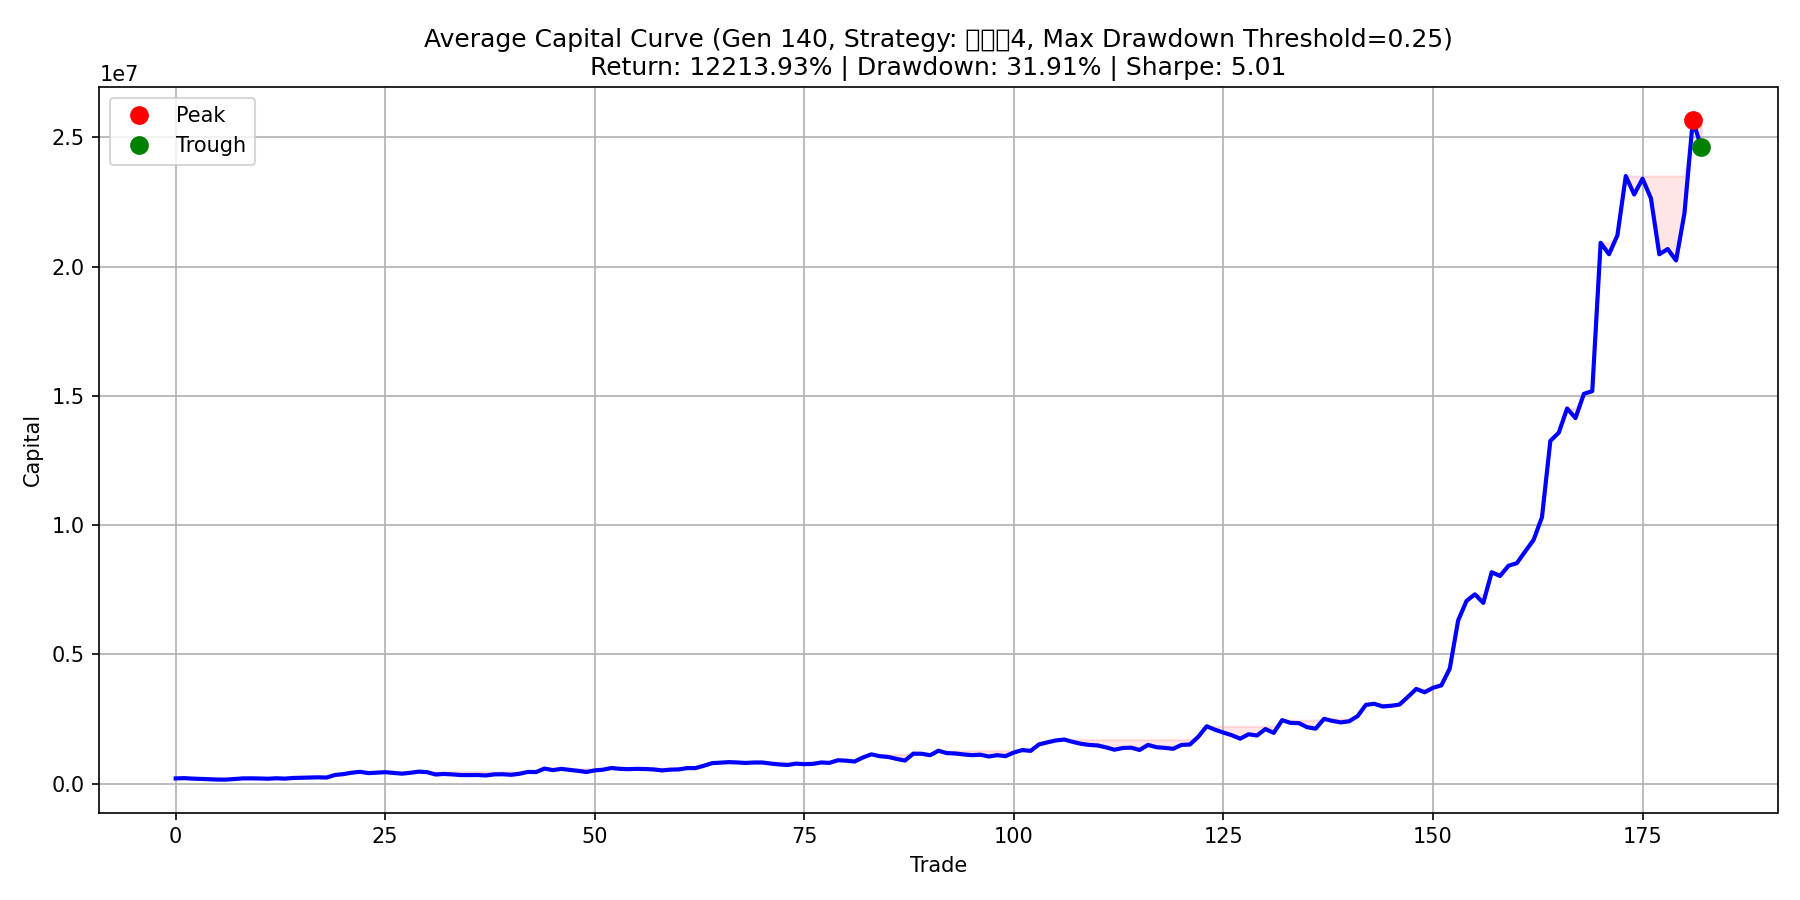 Average Capital Curve (Gen 140, Strategy: 4, Max Drawdown Threshold=0.25)
Return: 12213.93% | Drawdown: 31.91% | Sharpe: 5.01
1e7
Peak
Trough
2.5
2.0
1.5
1.0
0.5
0.0
Capital
0 25 50 75 100 125 150 175
Trade